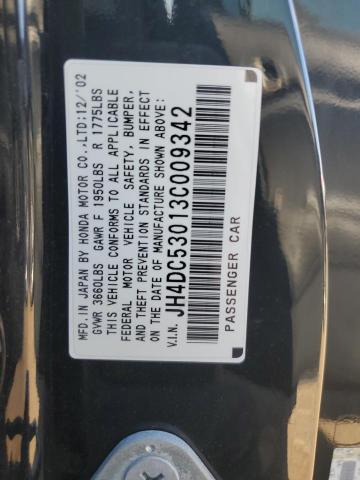 MFD. IN JAPAN BY HONDA MOTOR CO.,LTD:12/'02
GVWR 3660LBS GAWR F 1950LBS R 1775LBS
THIS VEHICLE CONFORMS TO ALL APPLICABLE
FEDERAL MOTOR VEHICLE SAFETY, BUMPER,
AND THEFT PREVENTION STANDARDS IN EFFECT
ON THE DATE OF MANUFACTURE SHOWN ABOVE.
V.I.N. JH4DC53013C009342
PASSENGER CAR